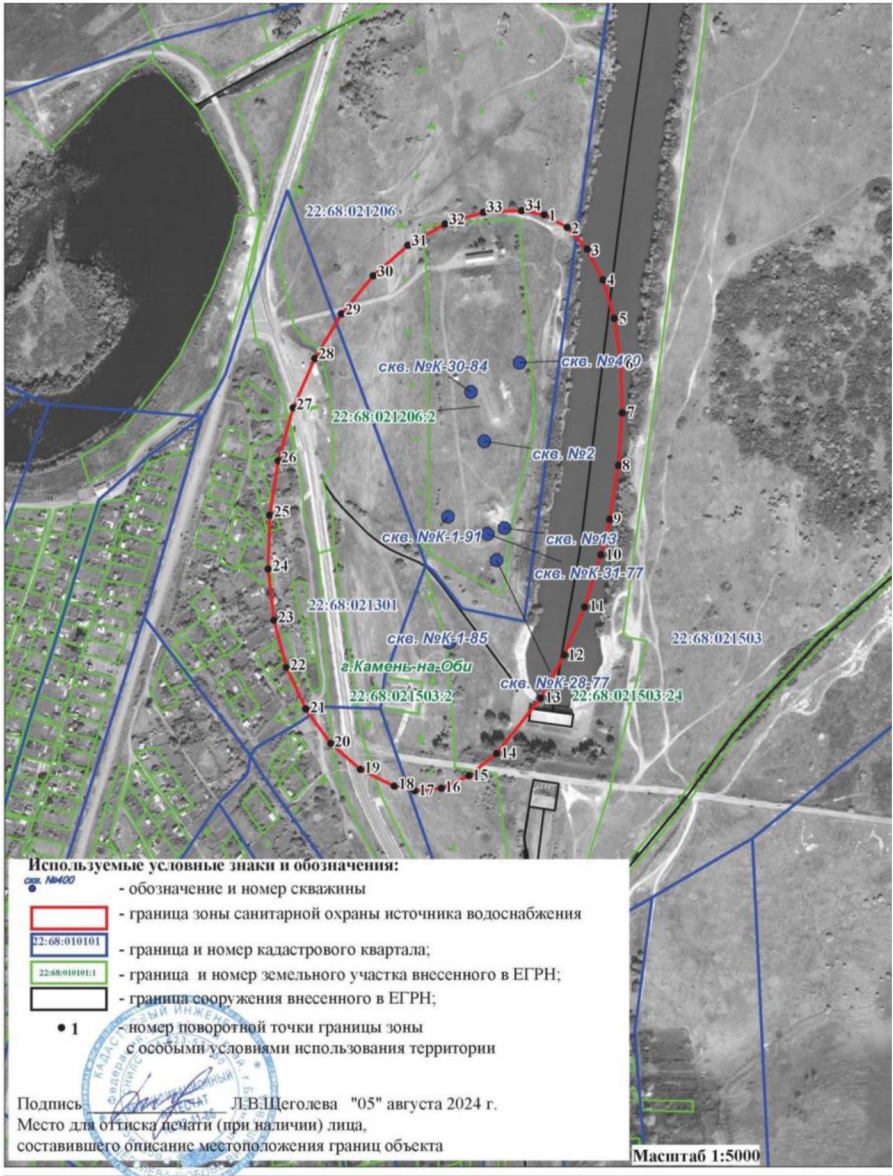 22:68:021206
33
34
1
32
2
31
3
30
4
29
5
28
скв. №К-30-84
скв. №400
6
27
22:68:021206:2
7
скв. №2
26
8
25
9
скв. №К-1-91
скв. №13
10
24
скв. №К-31-77
22:68:021301
11
23
скв. №К-1-85
22:68:021503
12
22
г.Камень-на-Оби
скв. №К-28-77
22:68:021503:2
13
22:68:021503:24
21
20
14
19
15
18
17
16
Используемые условные знаки и обозначения:
скв. №400
- обозначение и номер скважины
- граница зоны санитарной охраны источника водоснабжения
22:68:010101
- граница и номер кадастрового квартала;
22:68:010101:1
- граница и номер земельного участка внесенного в ЕГРН;
- граница сооружения внесенного в ЕГРН;
1
- номер поворотной точки границы зоны
с особыми условиями использования территории
КАДАСТРОВЫЙ ИНЖЕНЕР
Подпись Л.В.Щеголева "05" августа 2024 г.
Место для оттиска печати (при наличии) лица,
составившего описание местоположения границ объекта
Масштаб 1:5000